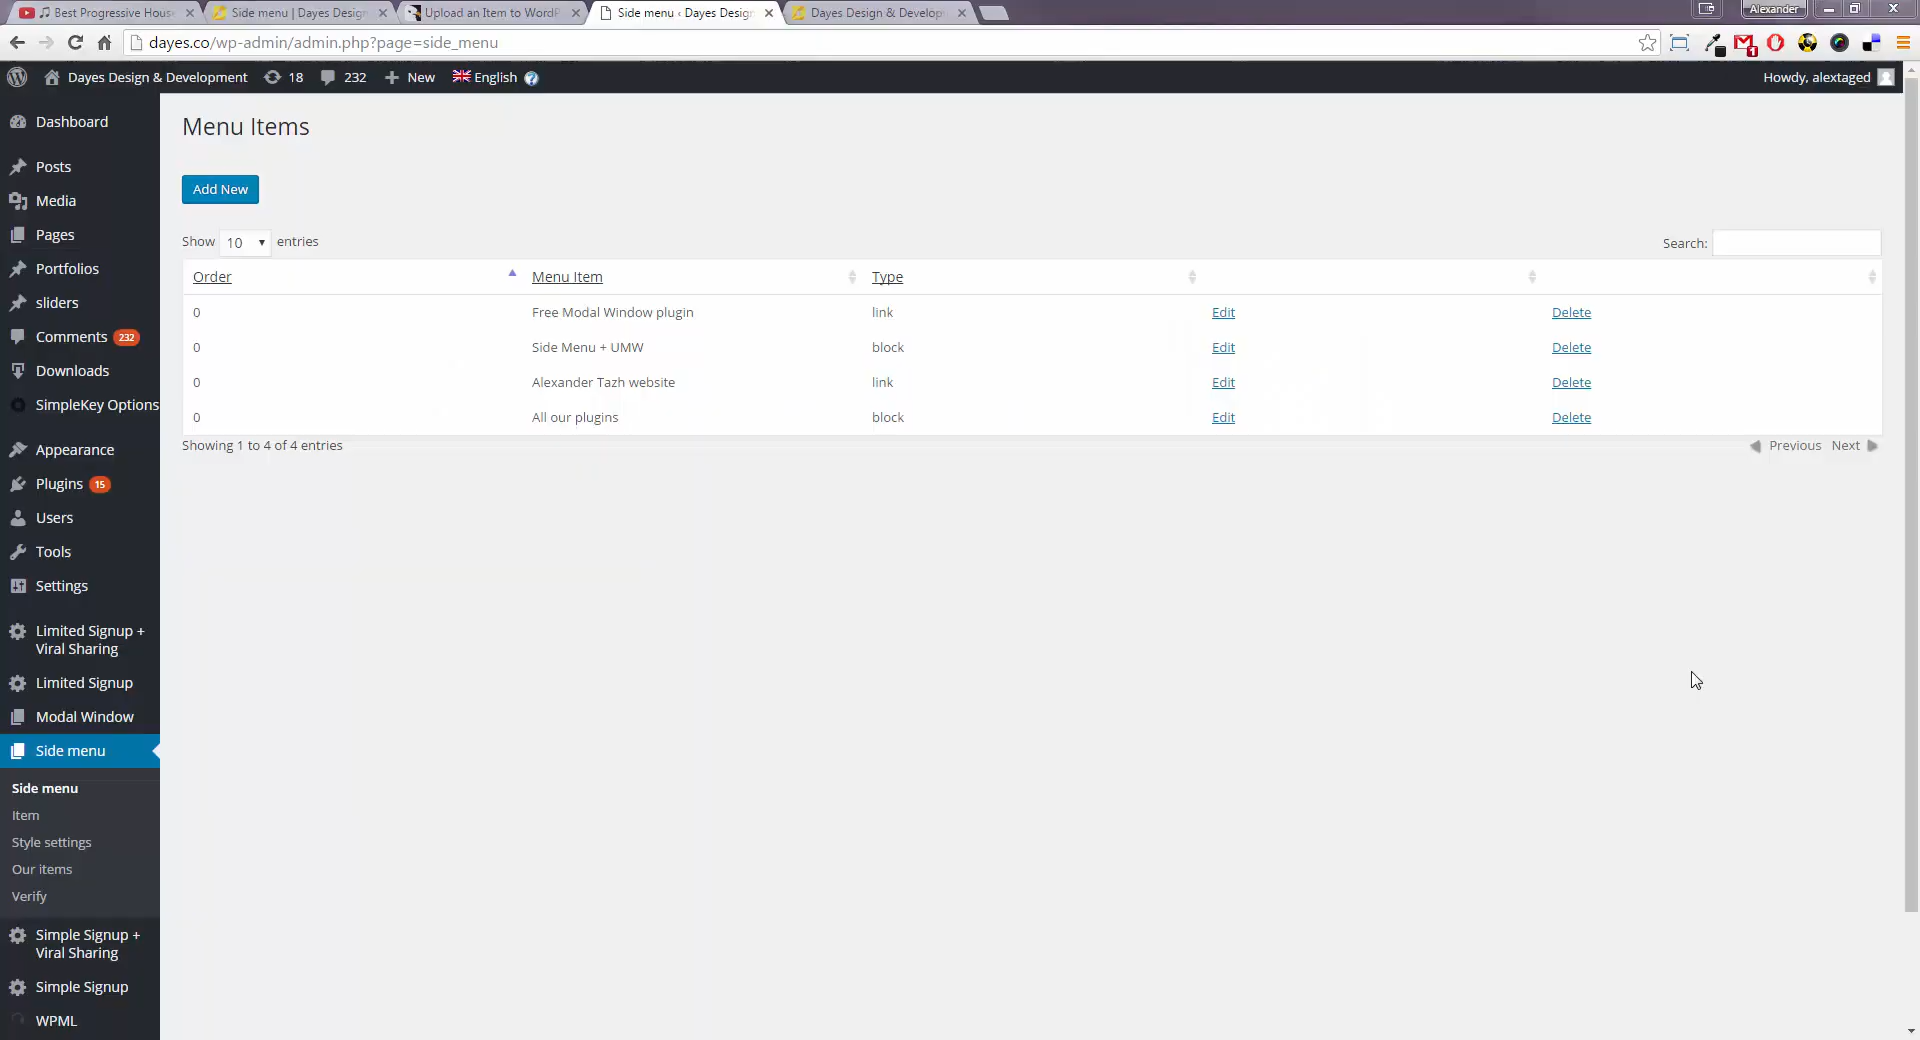 Best Progressive House
Side menu | Dayes Design
Upload an Item to WordP
Side menu ‹ Dayes Design
Dayes Design & Develop
Alexander
dayes.co/wp-admin/admin.php?page=side_menu
1
Dayes Design & Development
18
232
New
English
?
Howdy, alextaged
Dashboard
Posts
Media
Pages
Portfolios
sliders
Comments 232
Downloads
SimpleKey Options
Appearance
Plugins 15
Users
Tools
Settings
Limited Signup +
Viral Sharing
Limited Signup
Modal Window
Side menu
Side menu
Item
Style settings
Our items
Verify
Simple Signup +
Viral Sharing
Simple Signup
WPML
Menu Items
Add New
Show 10 entries
Search:
Order Menu Item Type
0 Free Modal Window plugin link Edit Delete
0 Side Menu + UMW block Edit Delete
0 Alexander Tazh website link Edit Delete
0 All our plugins block Edit Delete
Showing 1 to 4 of 4 entries
Previous Next